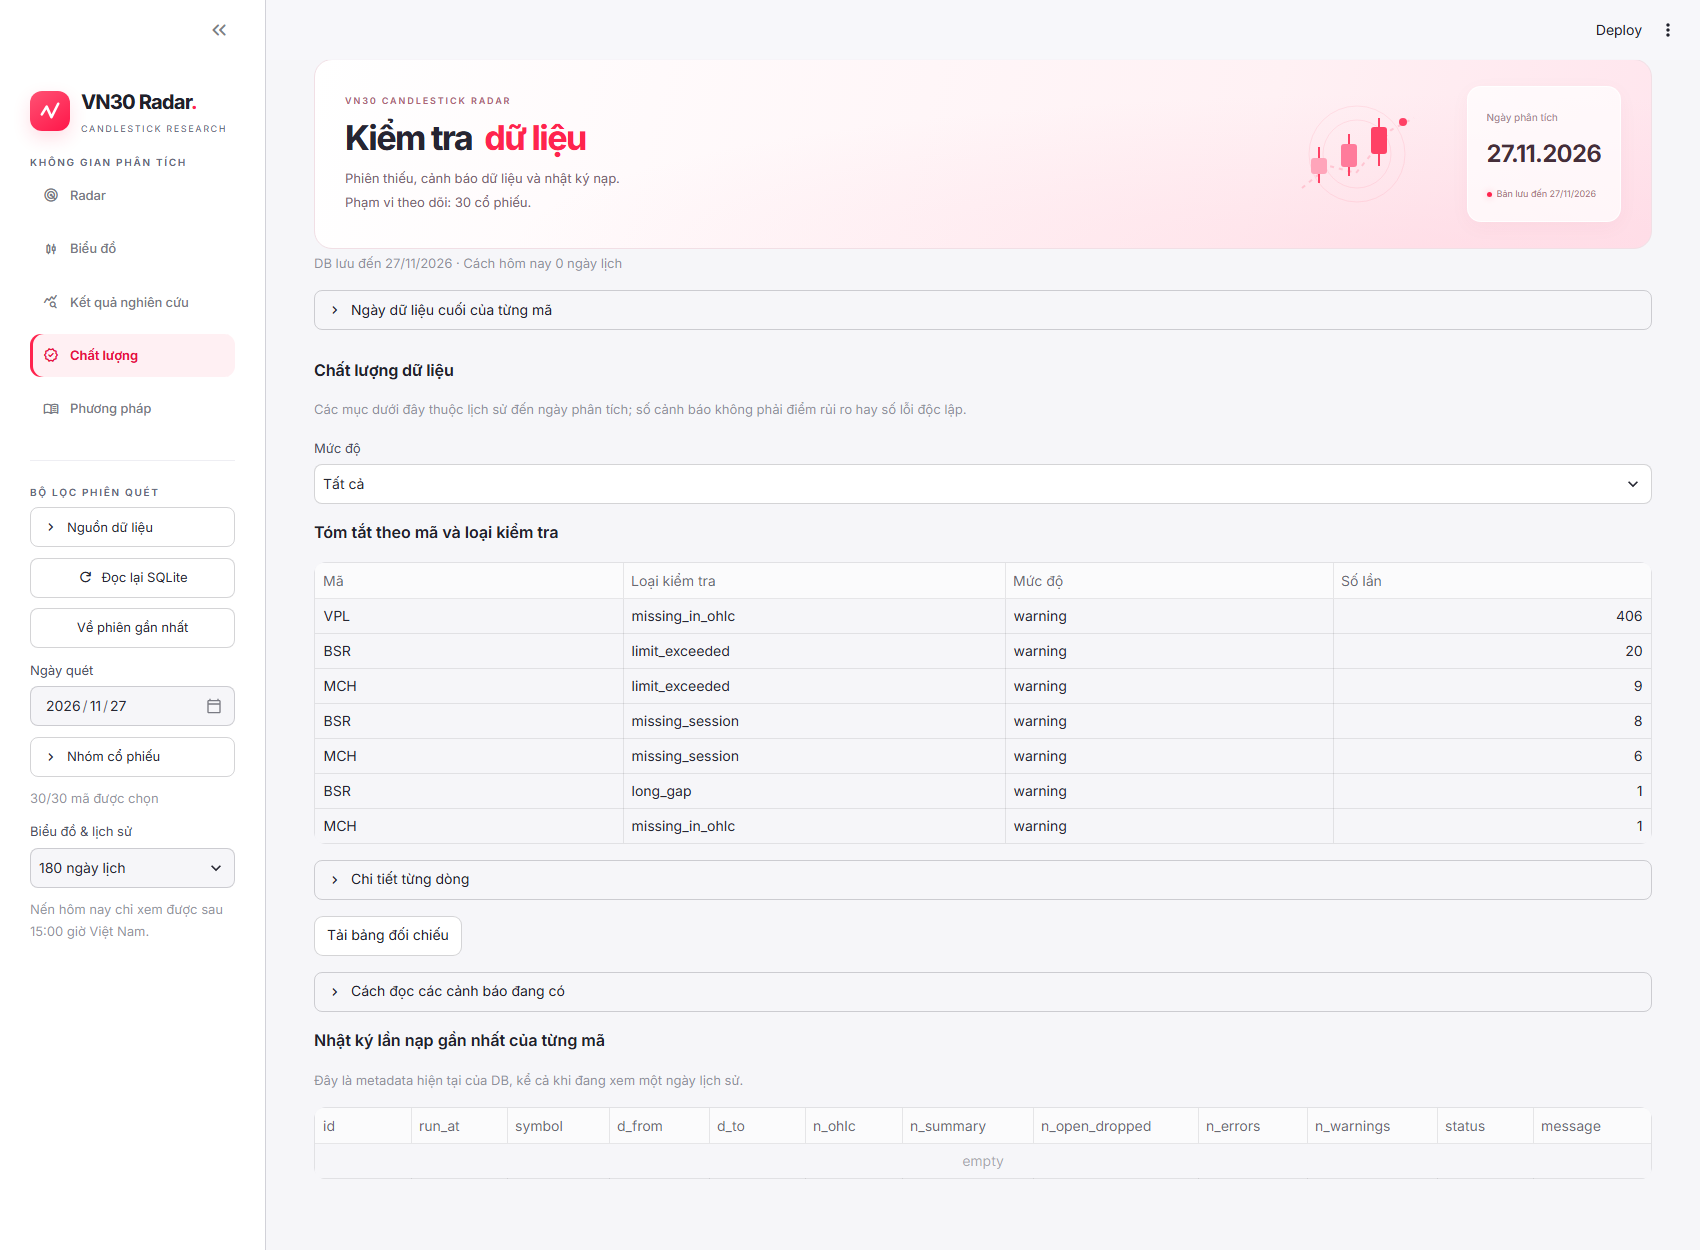 Deploy
VN30 Radar.
CANDLESTICK RESEARCH
KHÔNG GIAN PHÂN TÍCH
Radar
Biểu đồ
Kết quả nghiên cứu
Chất lượng
Phương pháp
BỘ LỌC PHIÊN QUÉT
Nguồn dữ liệu
Đọc lại SQLite
Về phiên gần nhất
Ngày quét
2026/11/27
Nhóm cổ phiếu
30/30 mã được chọn
Biểu đồ & lịch sử
180 ngày lịch
Nến hôm nay chỉ xem được sau
15:00 giờ Việt Nam.
VN30 CANDLESTICK RADAR
Kiểm tra dữ liệu
Phiên thiếu, cảnh báo dữ liệu và nhật ký nạp.
Phạm vi theo dõi: 30 cổ phiếu.
Ngày phân tích
27.11.2026
Bản lưu đến 27/11/2026
DB lưu đến 27/11/2026 · Cách hôm nay 0 ngày lịch
Ngày dữ liệu cuối của từng mã
Chất lượng dữ liệu
Các mục dưới đây thuộc lịch sử đến ngày phân tích; số cảnh báo không phải điểm rủi ro hay số lỗi độc lập.
Mức độ
Tất cả
Tóm tắt theo mã và loại kiểm tra
Mã Loại kiểm tra Mức độ Số lần
VPL missing_in_ohlc warning 406
BSR limit_exceeded warning 20
MCH limit_exceeded warning 9
BSR missing_session warning 8
MCH missing_session warning 6
BSR long_gap warning 1
MCH missing_in_ohlc warning 1
Chi tiết từng dòng
Tải bảng đối chiếu
Cách đọc các cảnh báo đang có
Nhật ký lần nạp gần nhất của từng mã
Đây là metadata hiện tại của DB, kể cả khi đang xem một ngày lịch sử.
id run_at symbol d_from d_to n_ohlc n_summary n_open_dropped n_errors n_warnings status message
empty